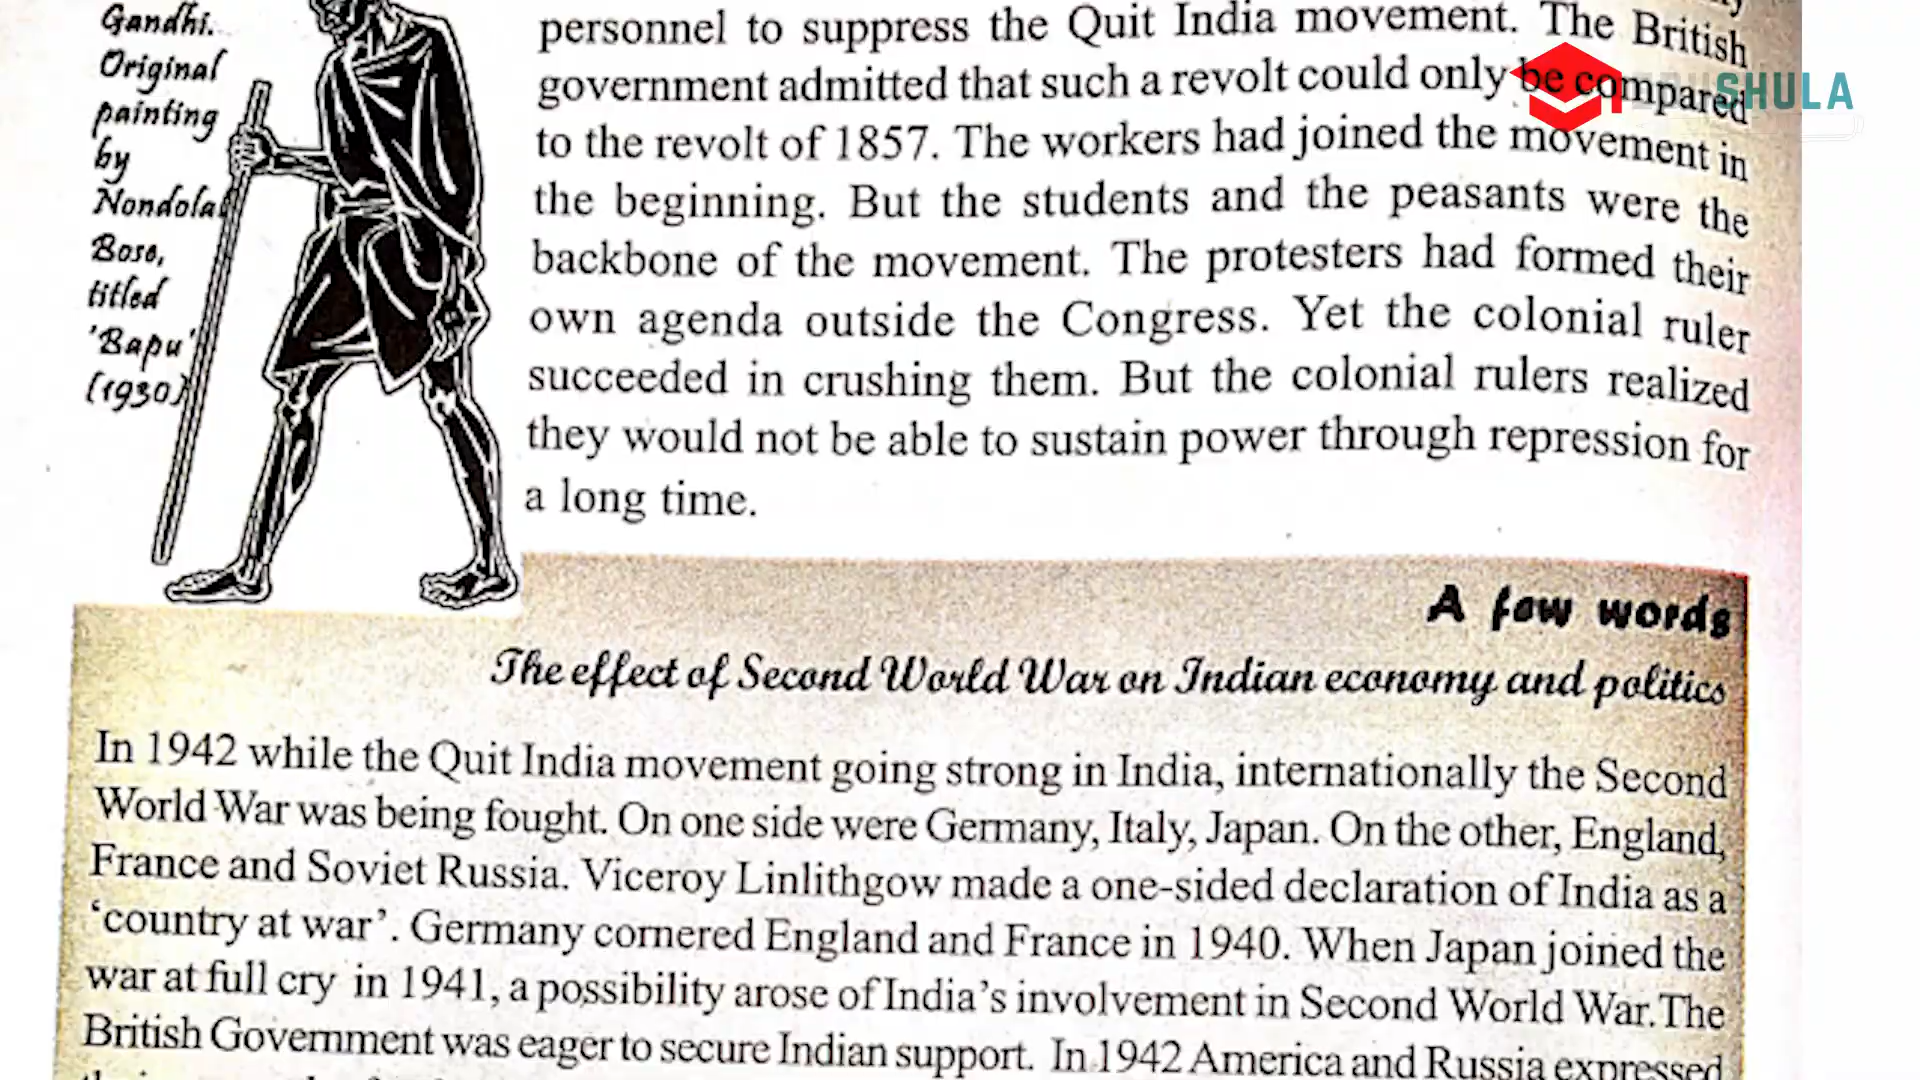 Gandhi.
Original
painting
by
Nondolal
Bose,
titled
'Bapu'
(1930)
personnel to suppress the Quit India movement. The British
government admitted that such a revolt could only be compared
to the revolt of 1857. The workers had joined the movement in
the beginning. But the students and the peasants were the
backbone of the movement. The protesters had formed their
own agenda outside the Congress. Yet the colonial ruler
succeeded in crushing them. But the colonial rulers realized
they would not be able to sustain power through repression for
a long time.
SHULA
A few words
The effect of Second World War on Indian economy and politics
In 1942 while the Quit India movement going strong in India, internationally the Second
World War was being fought. On one side were Germany, Italy, Japan. On the other, England,
France and Soviet Russia. Viceroy Linlithgow made a one-sided declaration of India as a
‘country at war’. Germany cornered England and France in 1940. When Japan joined the
war at full cry in 1941, a possibility arose of India’s involvement in Second World War. The
British Government was eager to secure Indian support. In 1942 America and Russia expressed